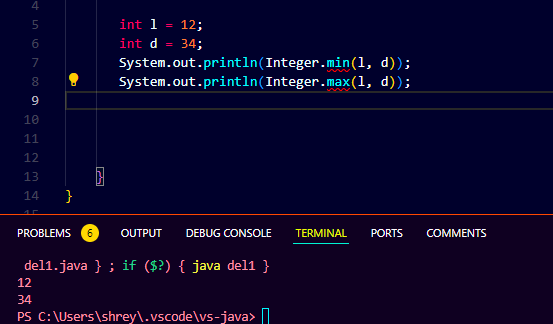 4
5 int l = 12;
6 int d = 34;
7 System.out.println(Integer.min(l, d));
8 System.out.println(Integer.max(l, d));
9
10
11
12
13 }
14 }
15
PROBLEMS 6 OUTPUT DEBUG CONSOLE TERMINAL PORTS COMMENTS
del1.java } ; if ($?) { java del1 }
12
34
PS C:\Users\shrey\.vscode\vs-java>